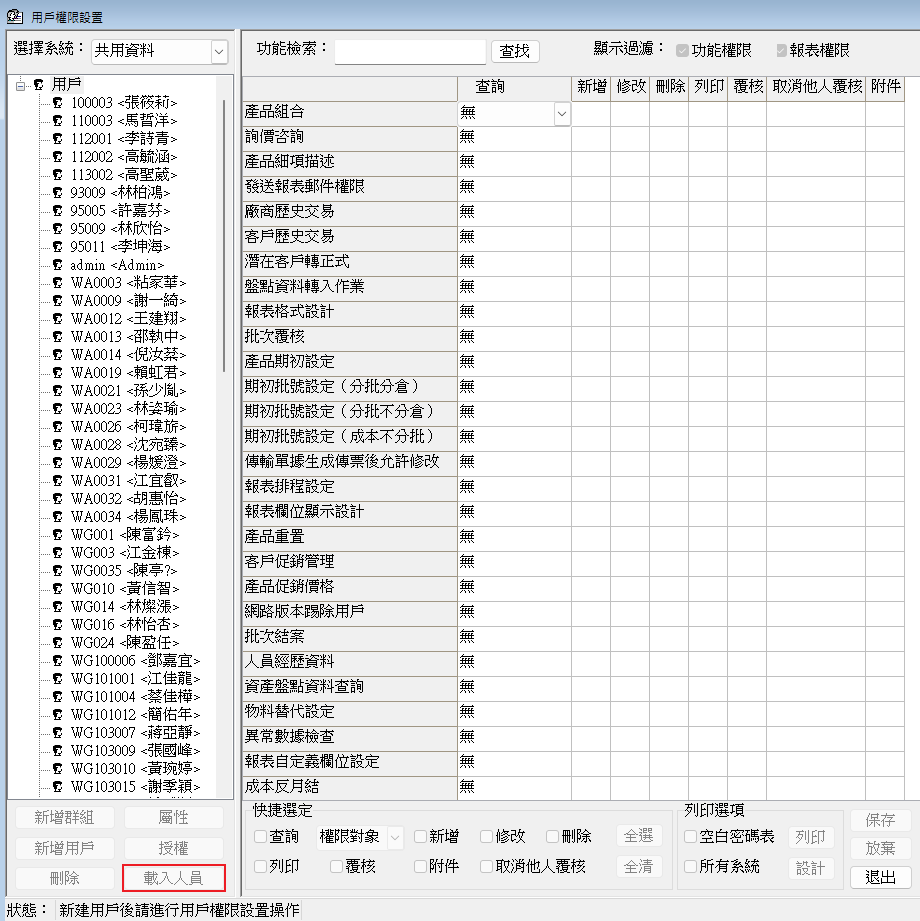 用戶權限設置
選擇系統： 共用資料
用戶
100003 <張筱莉>
110003 <馬晢洋>
112001 <李詩青>
112002 <高毓涵>
113002 <高聖葳>
93009 <林柏鴻>
95005 <許嘉芬>
95009 <林欣怡>
95011 <李坤海>
admin <Admin>
WA0003 <粘家華>
WA0009 <謝一綺>
WA0012 <王建翔>
WA0013 <邵執中>
WA0014 <倪汝棻>
WA0019 <賴虹君>
WA0021 <孫少胤>
WA0023 <林姿瑜>
WA0026 <柯瑋旂>
WA0028 <沈宛臻>
WA0029 <楊媛澄>
WA0031 <江宜叡>
WA0032 <胡惠怡>
WA0034 <楊鳳珠>
WG001 <陳富鈐>
WG003 <江金棟>
WG0035 <陳亭?>
WG010 <黃信智>
WG014 <林燦漲>
WG016 <林怡杏>
WG024 <陳盈任>
WG100006 <鄧嘉宜>
WG101001 <江佳龍>
WG101004 <蔡佳樺>
WG101012 <簡佑年>
WG103007 <蔣亞靜>
WG103009 <張國峰>
WG103010 <黃琬婷>
WG103015 <謝季穎>
新增群組 屬性
新增用戶 授權
刪除 載入人員
功能檢索： 查找 顯示過濾： 功能權限 報表權限
查詢 新增 修改 刪除 列印 覆核 取消他人覆核 附件
產品組合 無
詢價咨詢 無
產品細項描述 無
發送報表郵件權限 無
廠商歷史交易 無
客戶歷史交易 無
潛在客戶轉正式 無
盤點資料轉入作業 無
報表格式設計 無
批次覆核 無
產品期初設定 無
期初批號設定（分批分倉） 無
期初批號設定（分批不分倉） 無
期初批號設定（成本不分批） 無
傳輸單據生成傳票後允許修改 無
報表排程設定 無
報表欄位顯示設計 無
產品重置 無
客戶促銷管理 無
產品促銷價格 無
網路版本踢除用戶 無
批次結案 無
人員經歷資料 無
資產盤點資料查詢 無
物料替代設定 無
異常數據檢查 無
報表自定義欄位設定 無
成本反月結 無
快捷選定
查詢 權限對象 新增 修改 刪除 全選
列印 覆核 附件 取消他人覆核 全清
列印選項
空白密碼表 列印
所有系統 設計
保存
放棄
退出
狀態： 新建用戶後請進行用戶權限設置操作